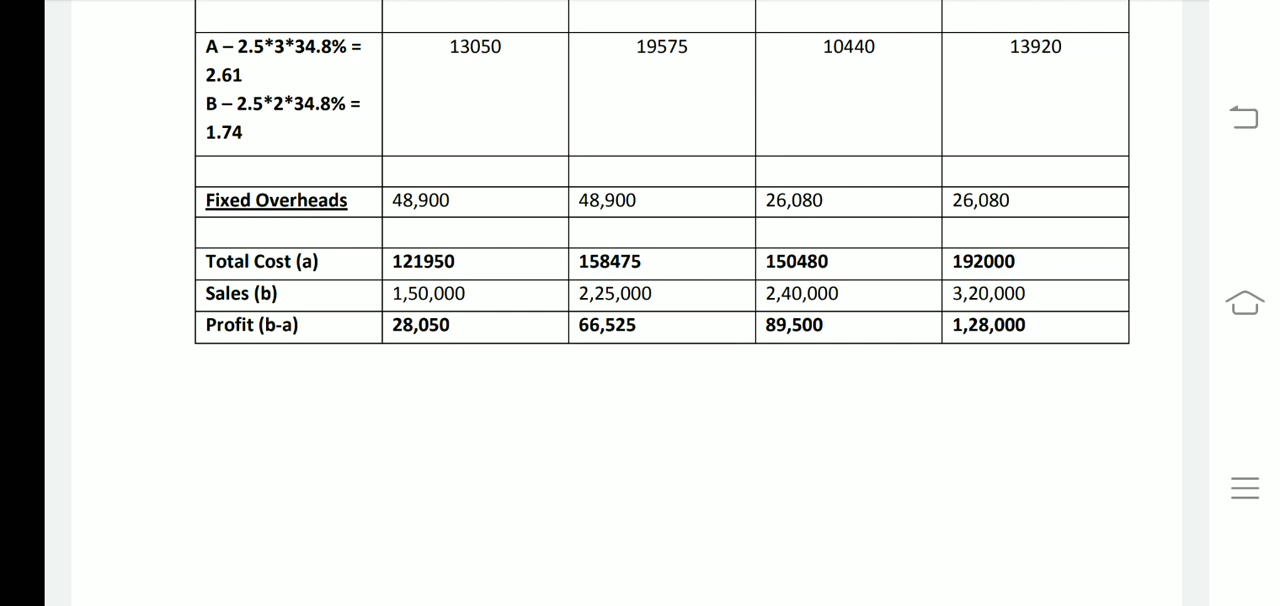 A – 2.5*3*34.8% = 13050 19575 10440 13920
2.61
B – 2.5*2*34.8% =
1.74
Fixed Overheads 48,900 48,900 26,080 26,080
Total Cost (a) 121950 158475 150480 192000
Sales (b) 1,50,000 2,25,000 2,40,000 3,20,000
Profit (b-a) 28,050 66,525 89,500 1,28,000